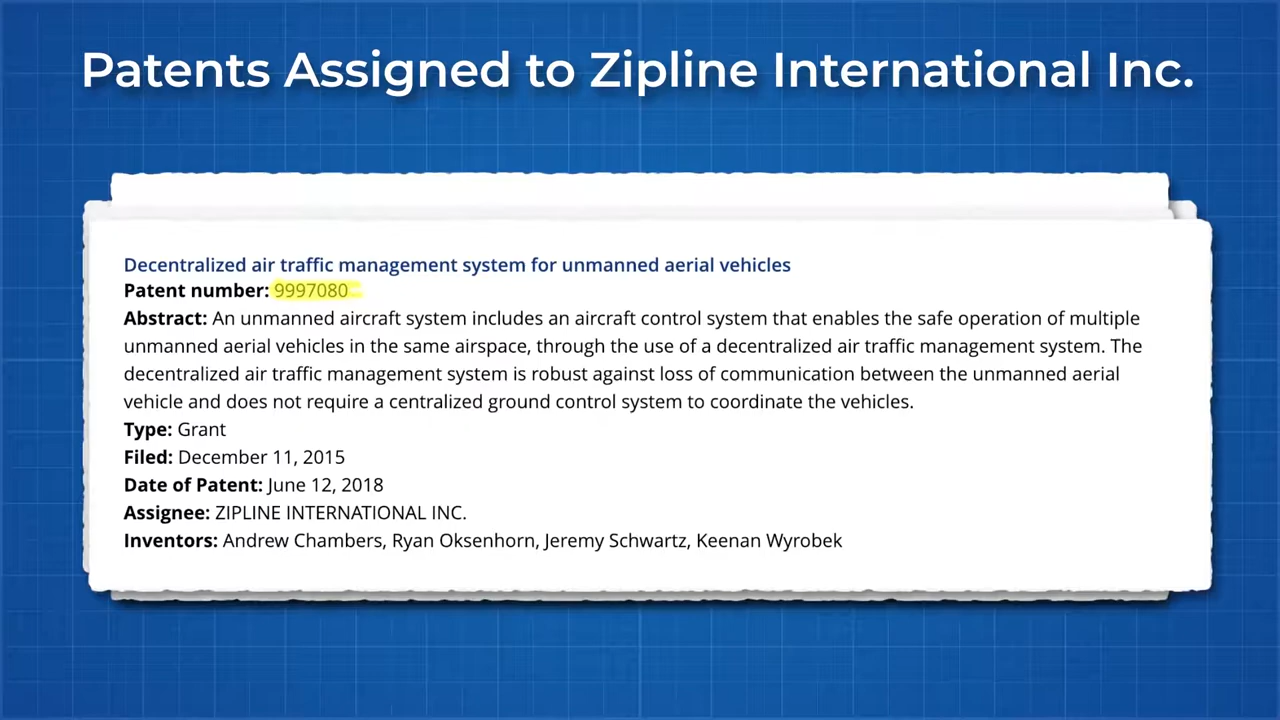 Patents Assigned to Zipline International Inc.
Decentralized air traffic management system for unmanned aerial vehicles
Patent number: 9997080
Abstract: An unmanned aircraft system includes an aircraft control system that enables the safe operation of multiple
unmanned aerial vehicles in the same airspace, through the use of a decentralized air traffic management system. The
decentralized air traffic management system is robust against loss of communication between the unmanned aerial
vehicle and does not require a centralized ground control system to coordinate the vehicles.
Type: Grant
Filed: December 11, 2015
Date of Patent: June 12, 2018
Assignee: ZIPLINE INTERNATIONAL INC.
Inventors: Andrew Chambers, Ryan Oksenhorn, Jeremy Schwartz, Keenan Wyrobek